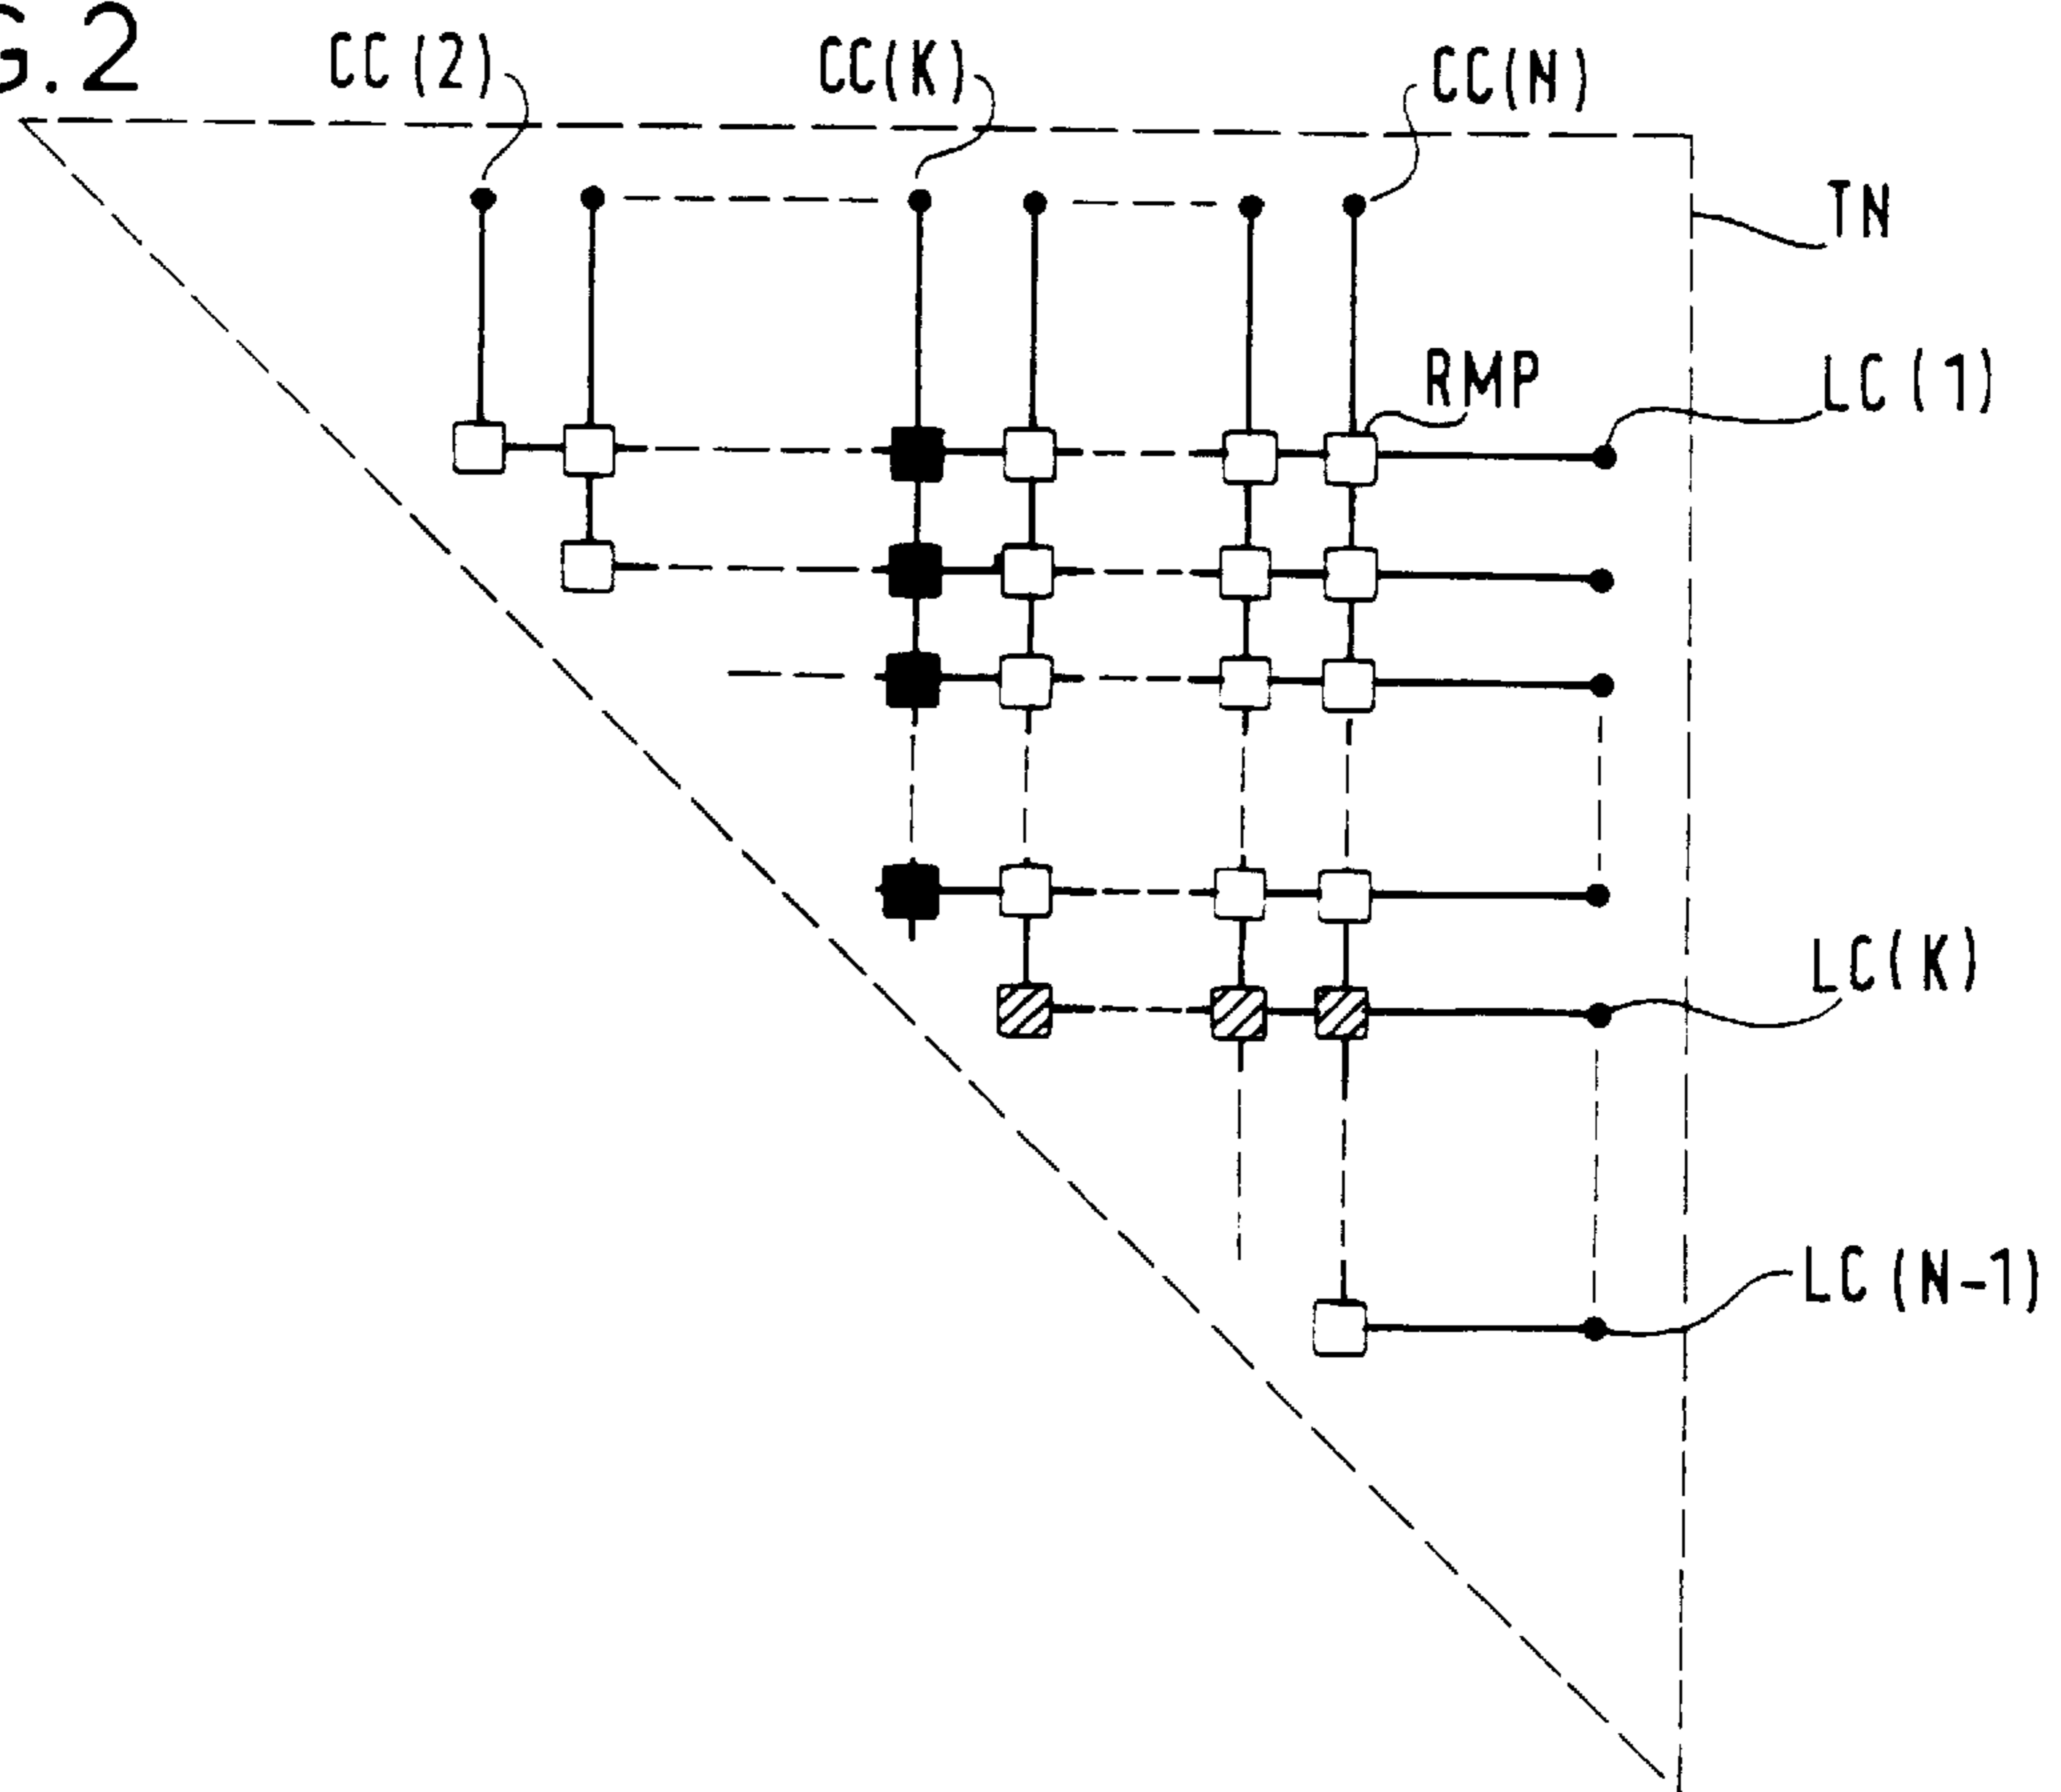 G.2
CC(2)
CC(K)
CC(N)
TN
RMP
LC(1)
LC(K)
LC(N-1)